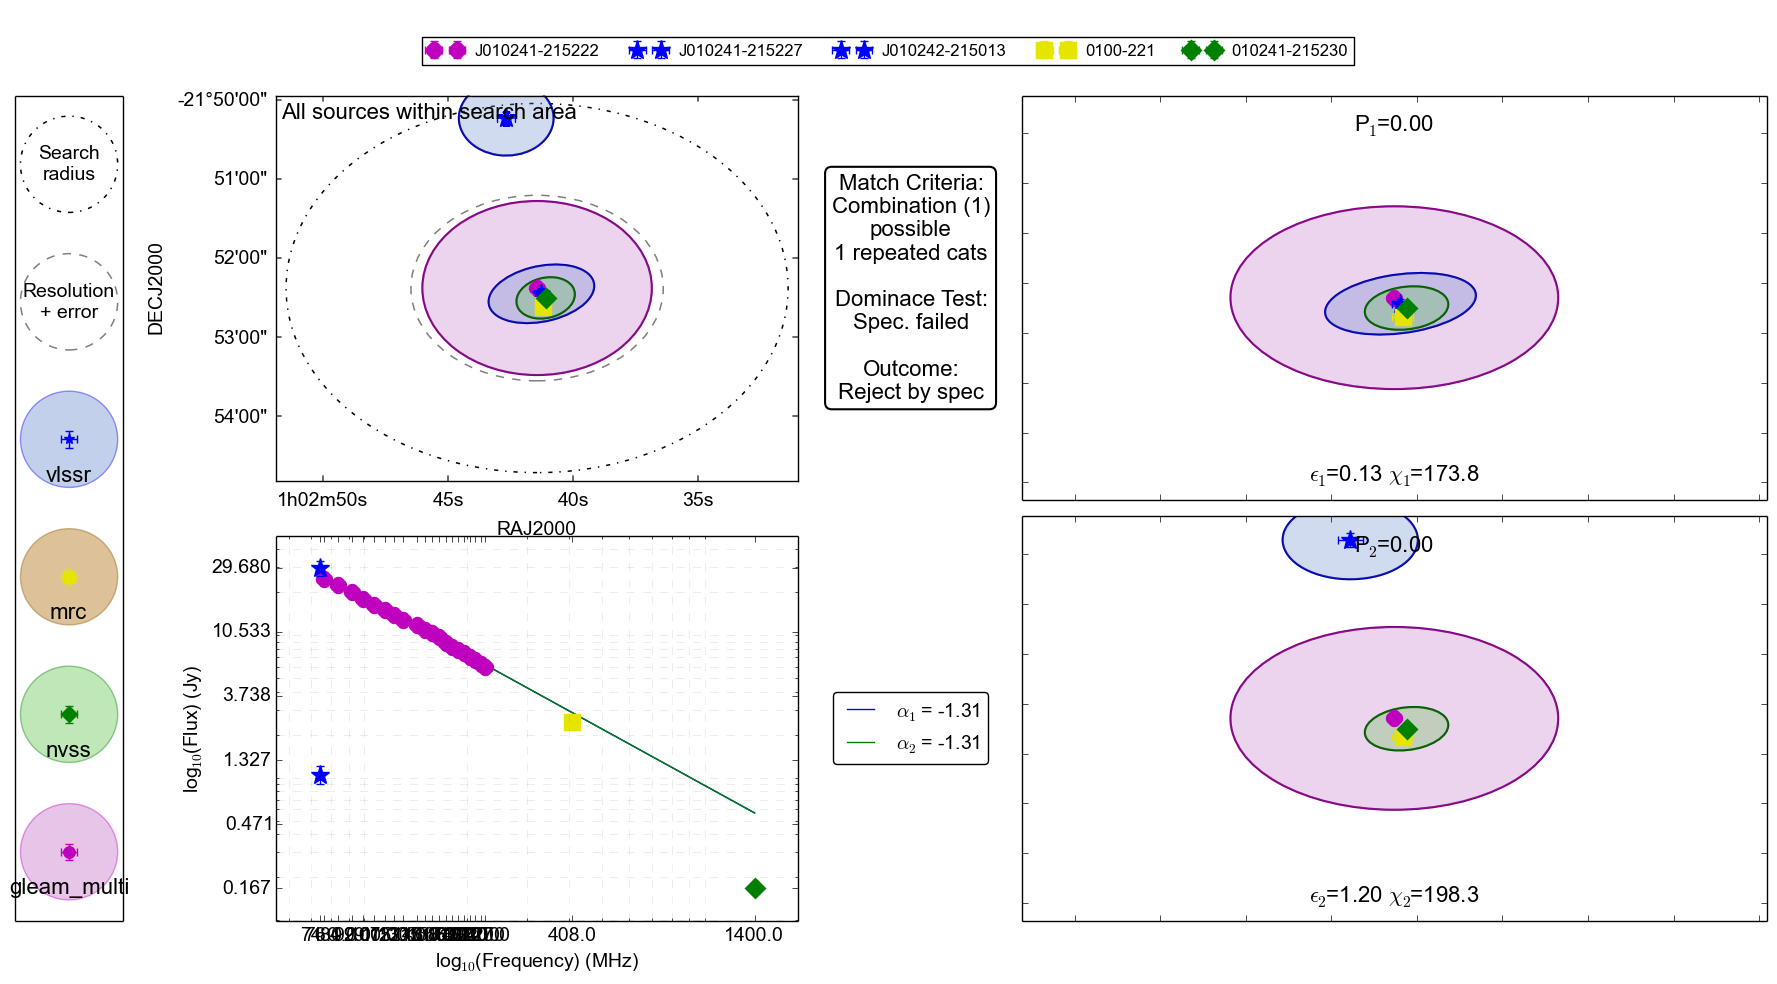 J010241-215222 J010241-215227 J010242-215013 0100-221 010241-215230
Search
radius
Resolution
+ error
vlssr
mrc
nvss
gleam_multi
All sources within search area
DECJ2000
-21°50'00"
51'00"
52'00"
53'00"
54'00"
1h02m50s 45s 40s 35s
RAJ2000
Match Criteria:
Combination (1)
possible
1 repeated cats
Dominace Test:
Spec. failed
Outcome:
Reject by spec
P1=0.00
ϵ1=0.13 χ1=173.8
log10(Flux) (Jy)
29.680
10.533
3.738
1.327
0.471
0.167
408.0 1400.0
log10(Frequency) (MHz)
α1 = -1.31
α2 = -1.31
P2=0.00
ϵ2=1.20 χ2=198.3